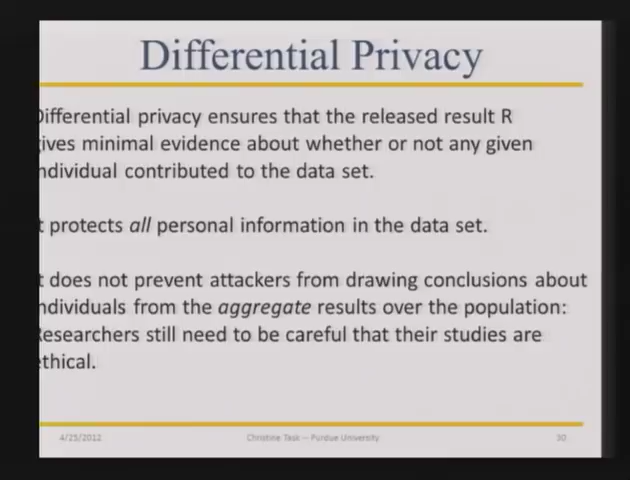 Differential Privacy
Differential privacy ensures that the released result R
gives minimal evidence about whether or not any given
individual contributed to the data set.
t protects all personal information in the data set.
t does not prevent attackers from drawing conclusions about
individuals from the aggregate results over the population:
Researchers still need to be careful that their studies are
ethical.
4/25/2012
Christine Task -- Purdue University
30